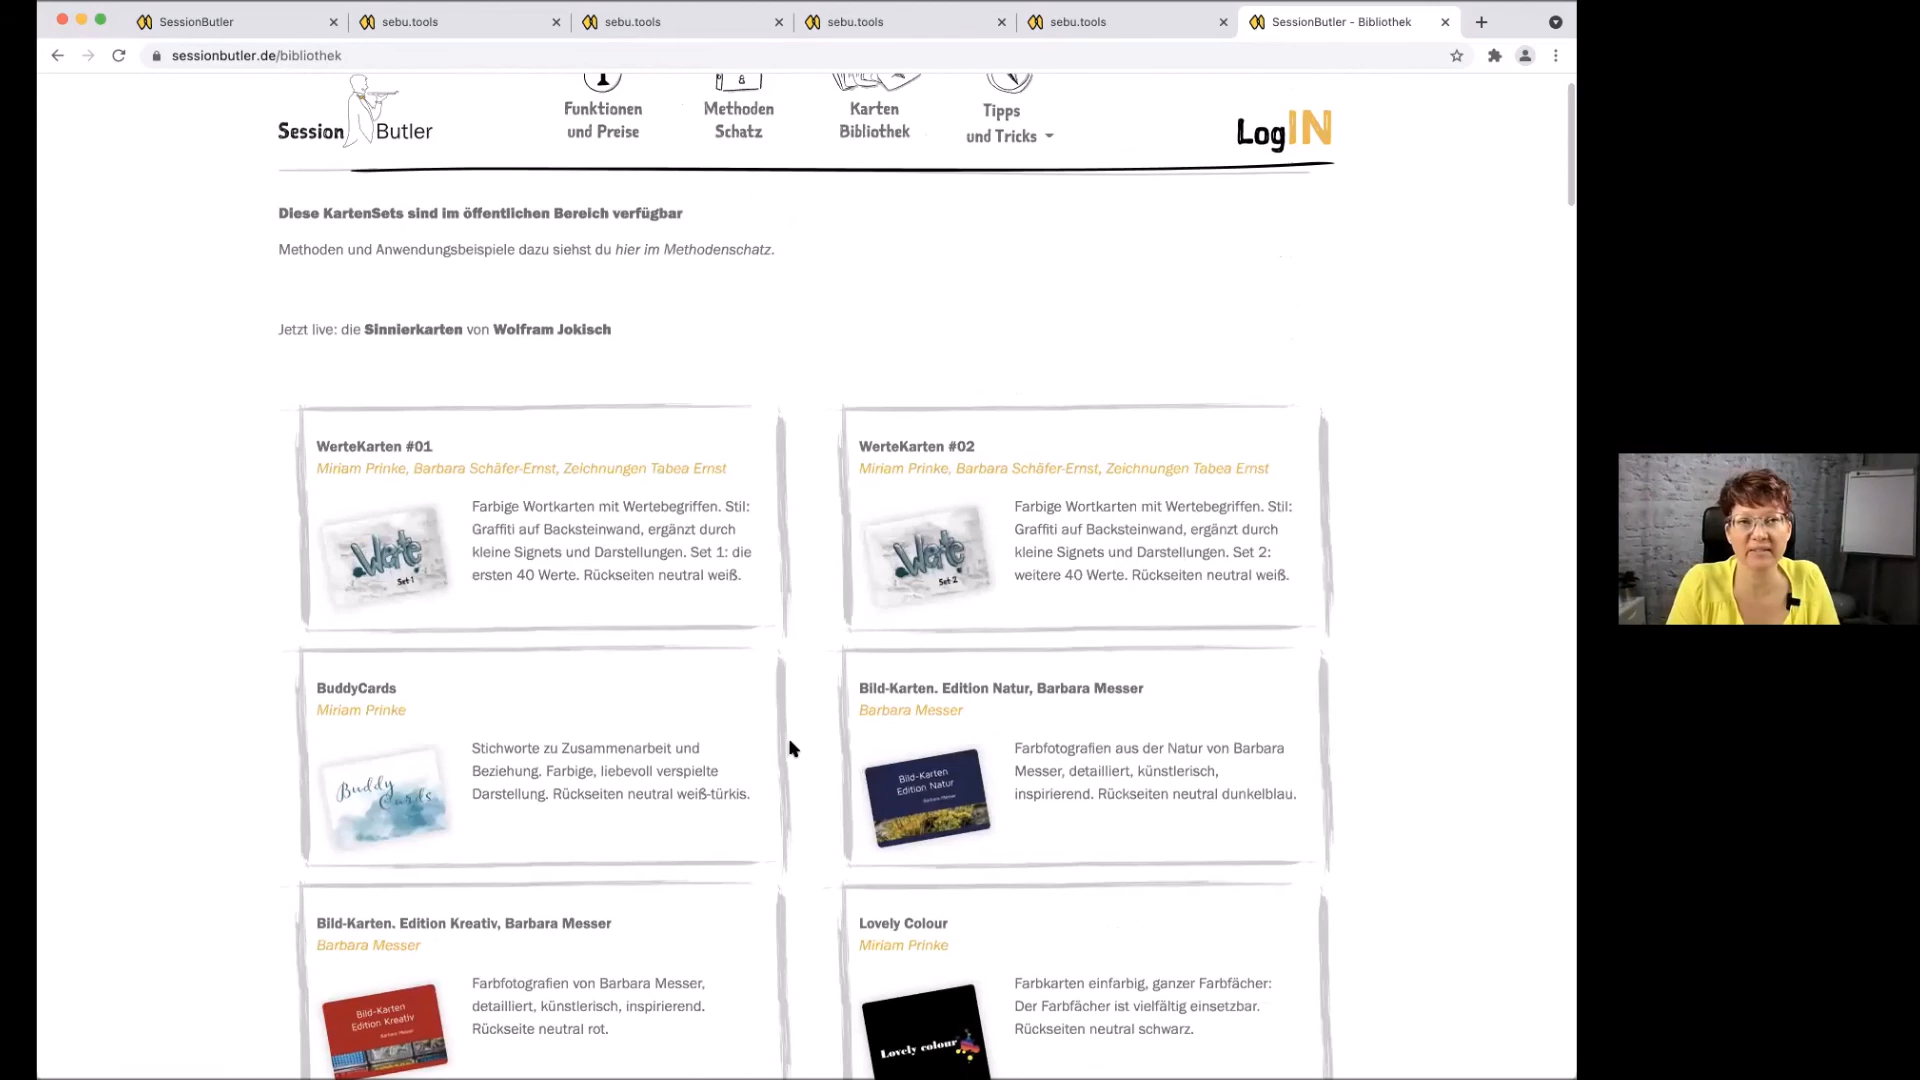 SessionButler
sebu.tools
sebu.tools
sebu.tools
sebu.tools
SessionButler - Bibliothek
sessionbutler.de/bibliothek
Session Butler
Funktionen
und Preise
Methoden
Schatz
Karten
Bibliothek
Tipps
und Tricks
LogIN
Diese KartenSets sind im öffentlichen Bereich verfügbar
Methoden und Anwendungsbeispiele dazu siehst du hier im Methodenschatz.
Jetzt live: die Sinnierkarten von Wolfram Jokisch
WerteKarten #01
Miriam Prinke, Barbara Schäfer-Ernst, Zeichnungen Tabea Ernst
Werte
Set 1
Farbige Wortkarten mit Wertebegriffen. Stil:
Graffiti auf Backsteinwand, ergänzt durch
kleine Signets und Darstellungen. Set 1: die
ersten 40 Werte. Rückseiten neutral weiß.
WerteKarten #02
Miriam Prinke, Barbara Schäfer-Ernst, Zeichnungen Tabea Ernst
Werte
Set 2
Farbige Wortkarten mit Wertebegriffen. Stil:
Graffiti auf Backsteinwand, ergänzt durch
kleine Signets und Darstellungen. Set 2:
weitere 40 Werte. Rückseiten neutral weiß.
BuddyCards
Miriam Prinke
Buddy
Cards
Stichworte zu Zusammenarbeit und
Beziehung. Farbige, liebevoll verspielte
Darstellung. Rückseiten neutral weiß-türkis.
Bild-Karten. Edition Natur, Barbara Messer
Barbara Messer
Bild-Karten
Edition Natur
Barbara Messer
Farbfotografien aus der Natur von Barbara
Messer, detailliert, künstlerisch,
inspirierend. Rückseiten neutral dunkelblau.
Bild-Karten. Edition Kreativ, Barbara Messer
Barbara Messer
Bild-Karten
Edition Kreativ
Barbara Messer
Farbfotografien von Barbara Messer,
detailliert, künstlerisch, inspirierend.
Rückseite neutral rot.
Lovely Colour
Miriam Prinke
Lovely colour
Farbkarten einfarbig, ganzer Farbfächer:
Der Farbfächer ist vielfältig einsetzbar.
Rückseiten neutral schwarz.